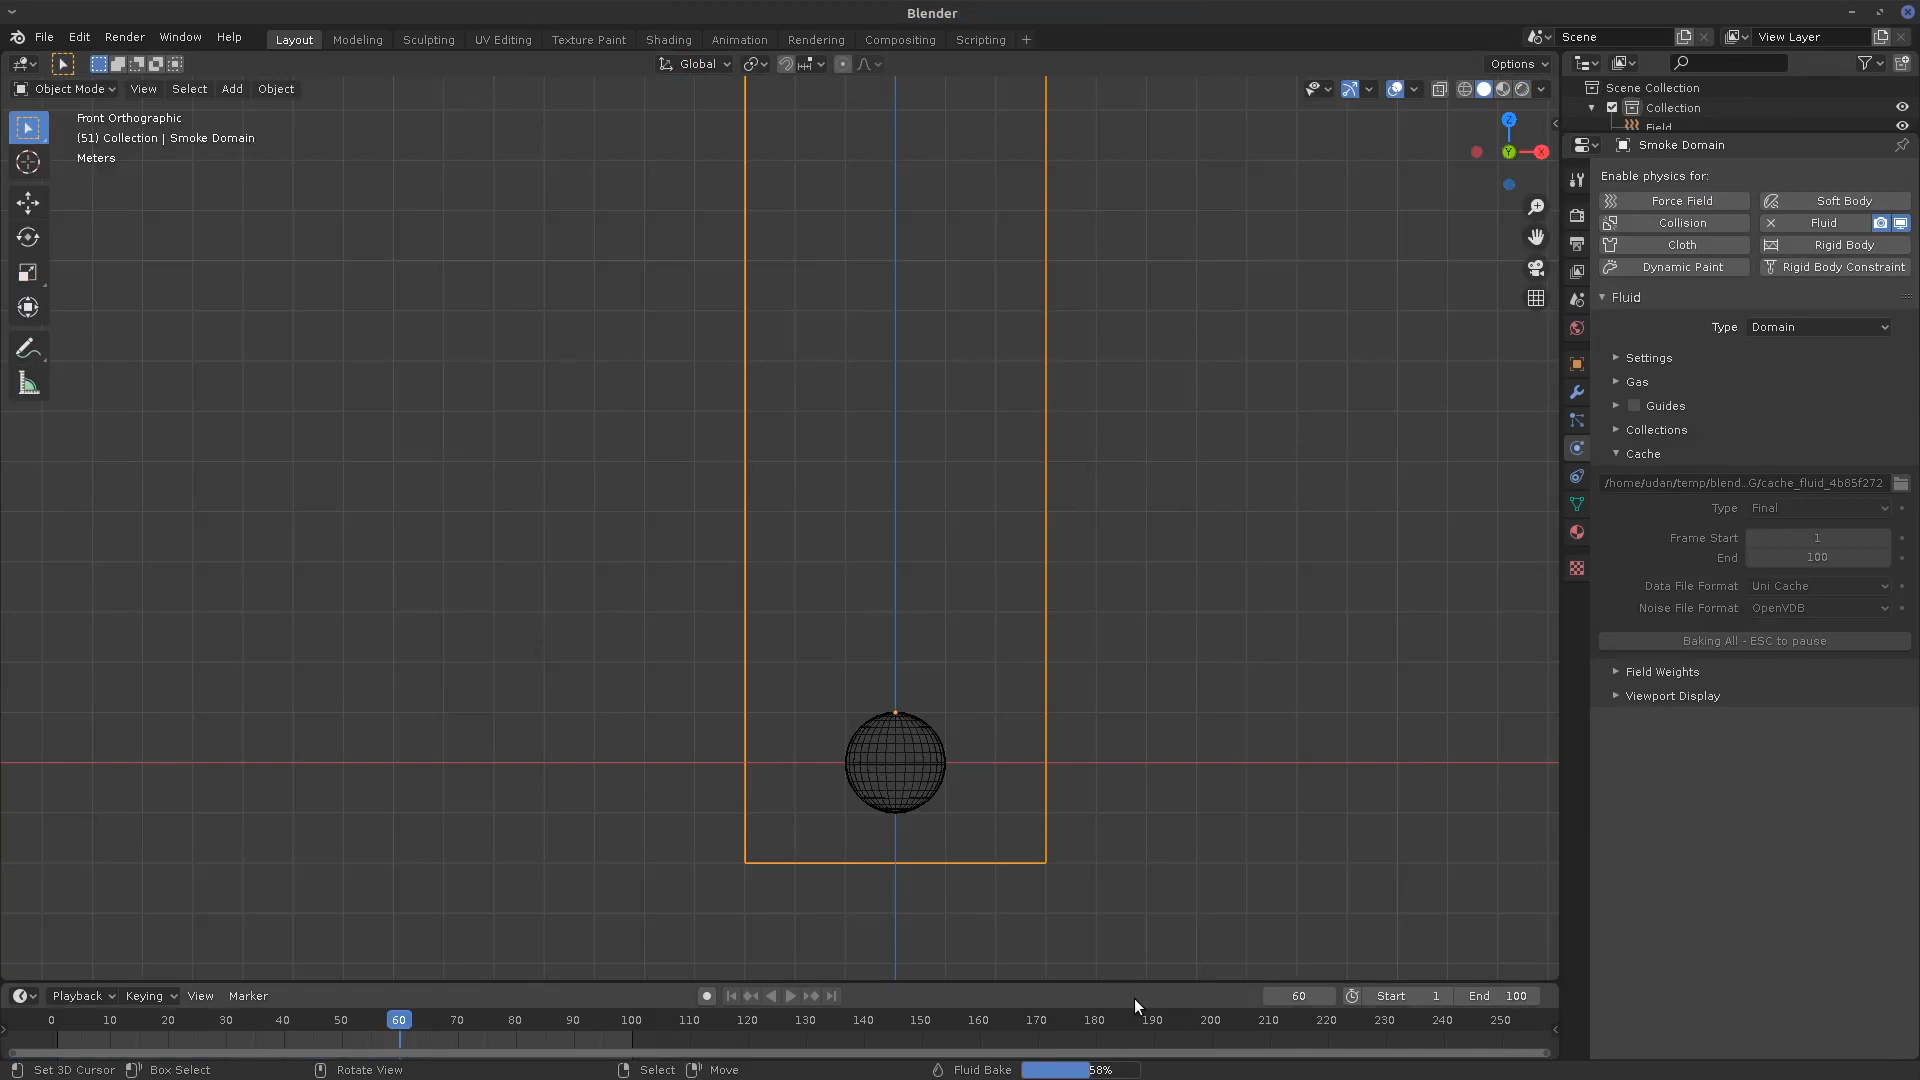 Blender
File Edit Render Window Help
Layout Modeling Sculpting UV Editing Texture Paint Shading Animation Rendering Compositing Scripting +
Scene
View Layer
Global
Options
Object Mode View Select Add Object
Front Orthographic
(51) Collection | Smoke Domain
Meters
Z
Y
X
Scene Collection
Collection
Field
Smoke Domain
Enable physics for:
Force Field Soft Body
Collision Fluid
Cloth Rigid Body
Dynamic Paint Rigid Body Constraint
Fluid
Type Domain
Settings
Gas
Guides
Collections
Cache
/home/udan/temp/blend...G/cache_fluid_4b85f272
Type Final
Frame Start 1
End 100
Data File Format Uni Cache
Noise File Format OpenVDB
Baking All - ESC to pause
Field Weights
Viewport Display
Playback Keying View Marker
60 Start 1 End 100
0 10 20 30 40 50 60 70 80 90 100 110 120 130 140 150 160 170 180 190 200 210 220 230 240 250
Set 3D Cursor Box Select Rotate View Select Move Fluid Bake 58%